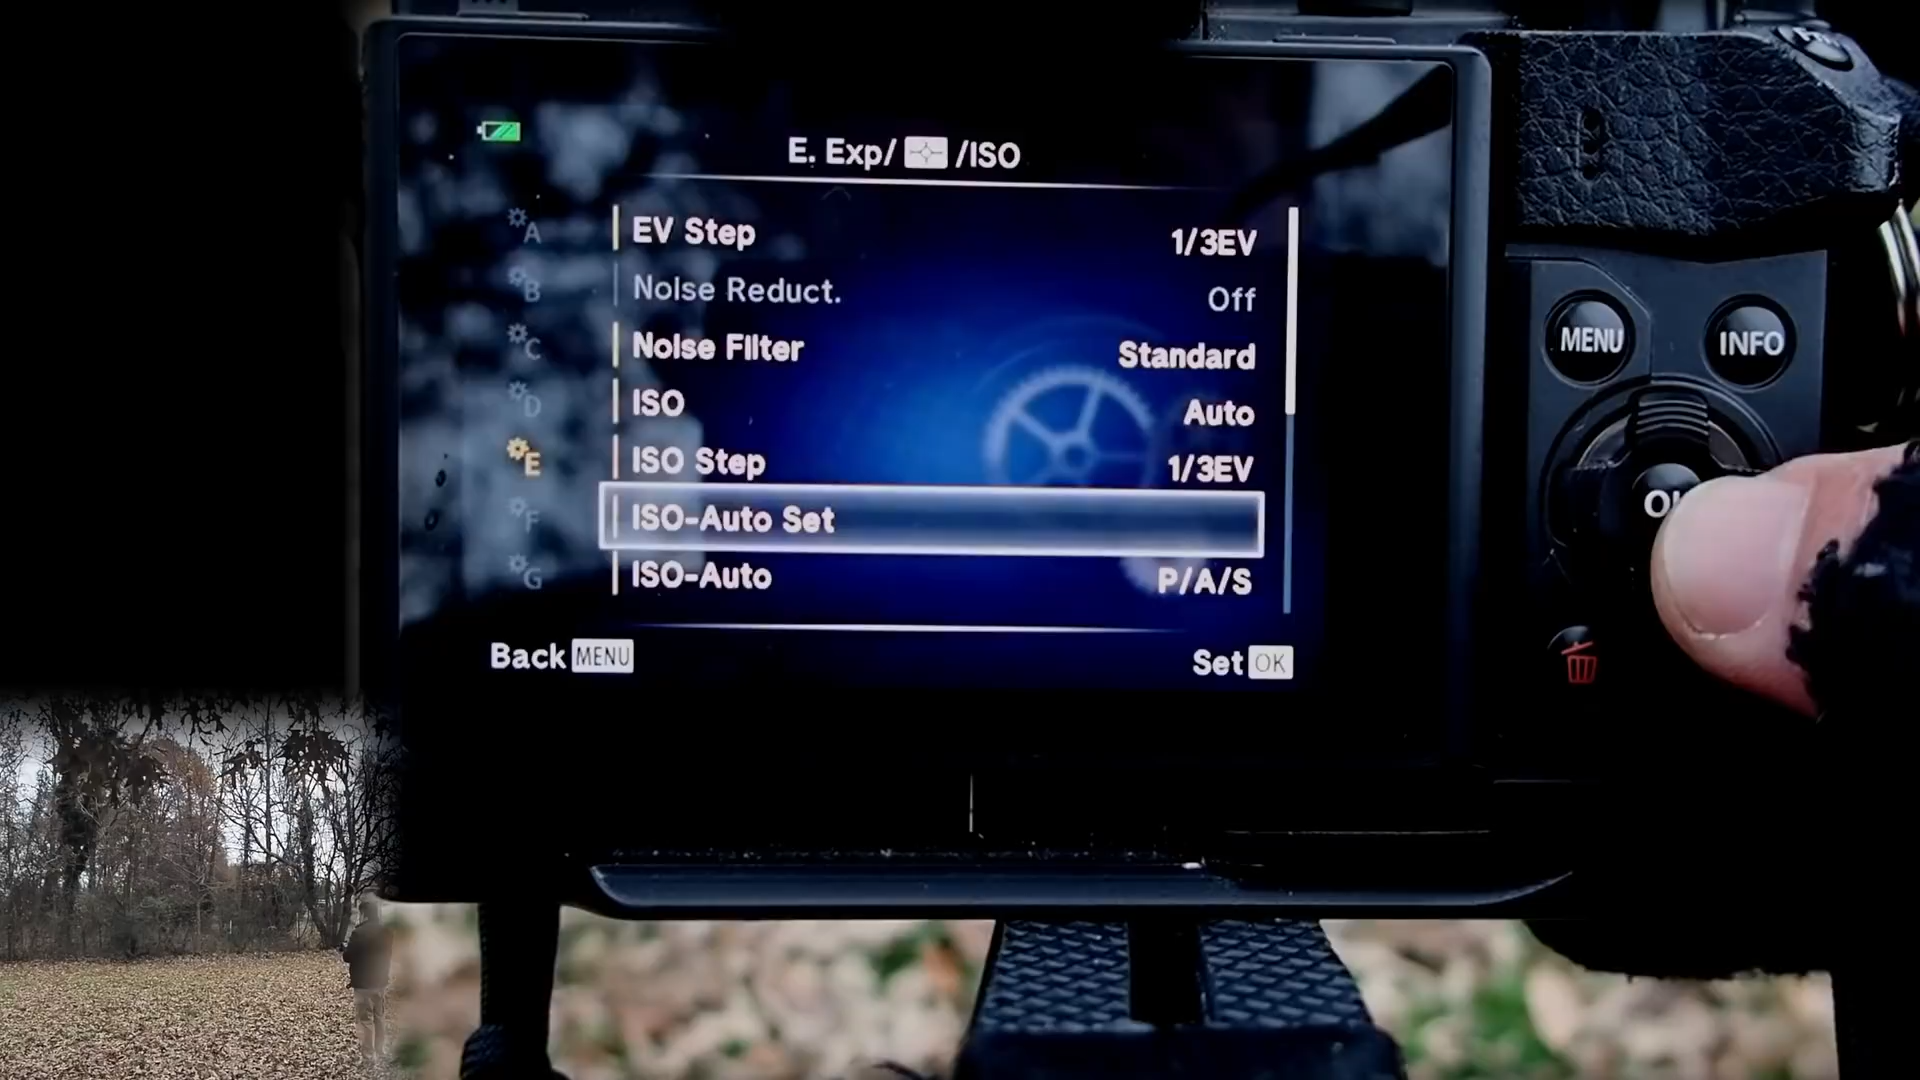 E. Exp/ /ISO
A
EV Step 1/3EV
B
Noise Reduct. Off
C
Noise Filter Standard
D
ISO Auto
E
ISO Step 1/3EV
F
ISO-Auto Set
G
ISO-Auto P/A/S
Back MENU
Set OK
MENU
INFO